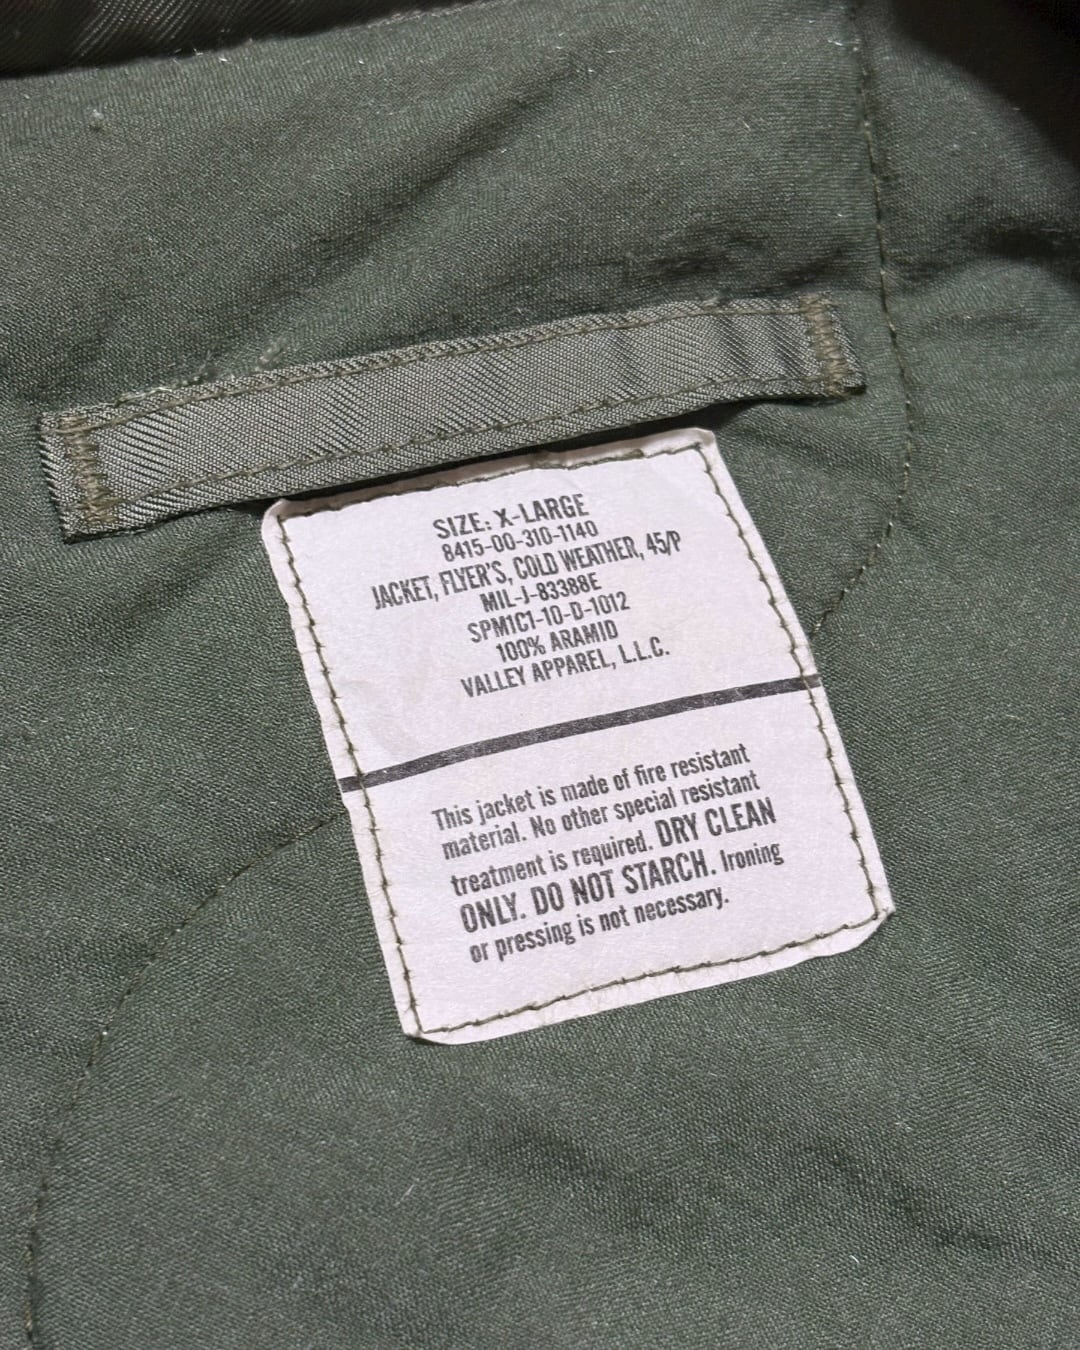 SIZE: X-LARGE
8415-00-310-1140
JACKET, FLYER'S, COLD WEATHER, 45/P
MIL-J-83388E
SPM1C1-10-D-1012
100% ARAMID
VALLEY APPAREL, L.L.C.
This jacket is made of fire resistant
material. No other special resistant
treatment is required. DRY CLEAN
ONLY. DO NOT STARCH. Ironing
or pressing is not necessary.